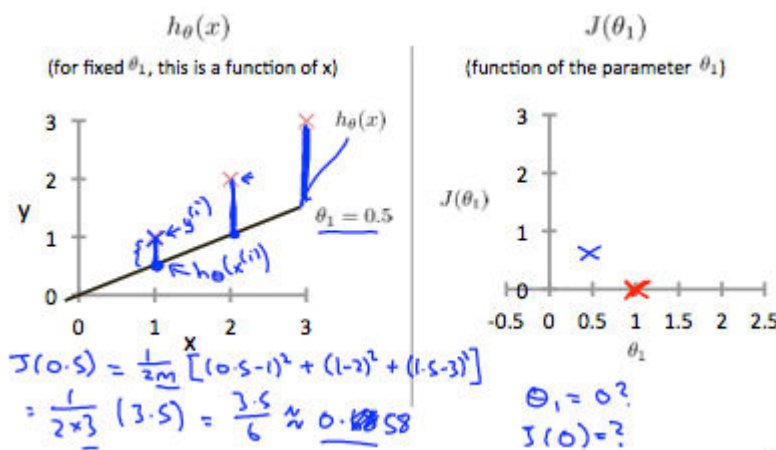 h_θ(x)
(for fixed θ₁, this is a function of x)
3
2
1
0
y
0 1 2 3
x
h_θ(x)
θ₁ = 0.5
y^(i)
h_θ(x^(i))
J(0.5) = 1/2m [(0.5-1)² + (1-2)² + (1.5-3)²]
= 1/2×3 (3.5) = 3.5/6 ≈ 0.58
J(θ₁)
(function of the parameter θ₁)
3
2
1
0
J(θ₁)
-0.5 0 0.5 1 1.5 2 2.5
θ₁
θ₁ = 0?
J(0) = ?